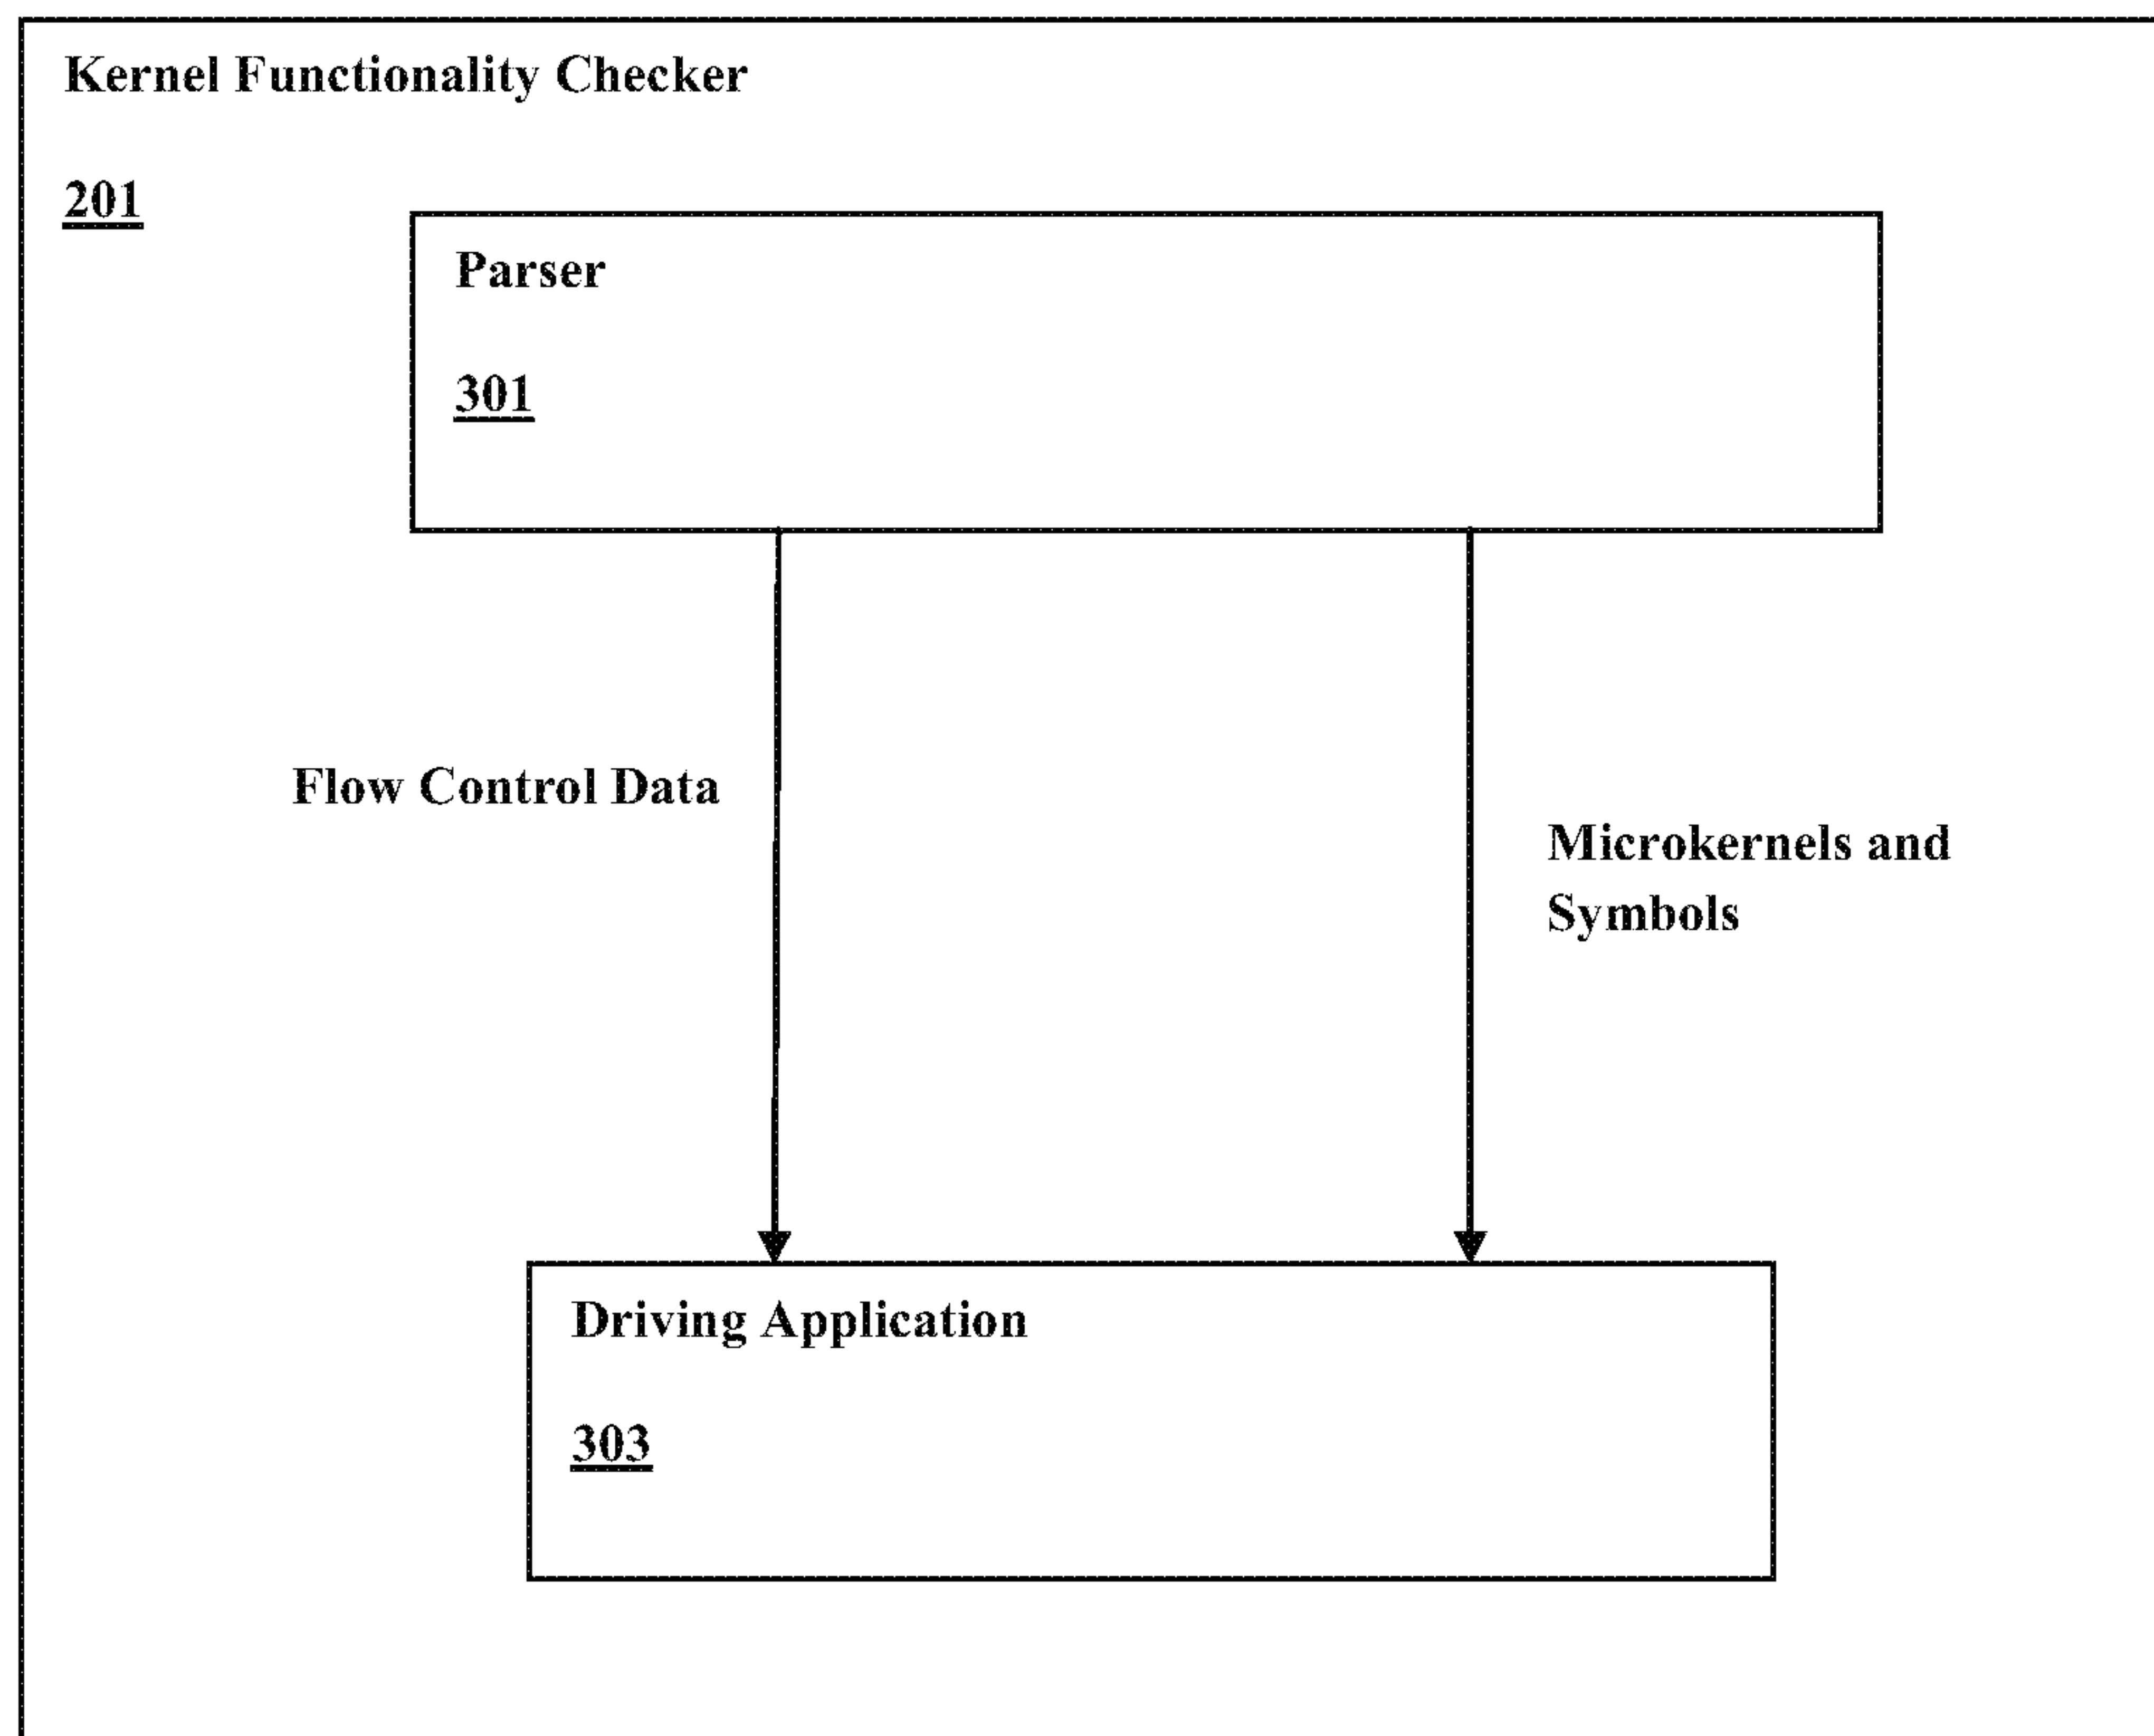 Kernel Functionality Checker
201
Parser
301
Flow Control Data
Microkernels and
Symbols
Driving Application
303